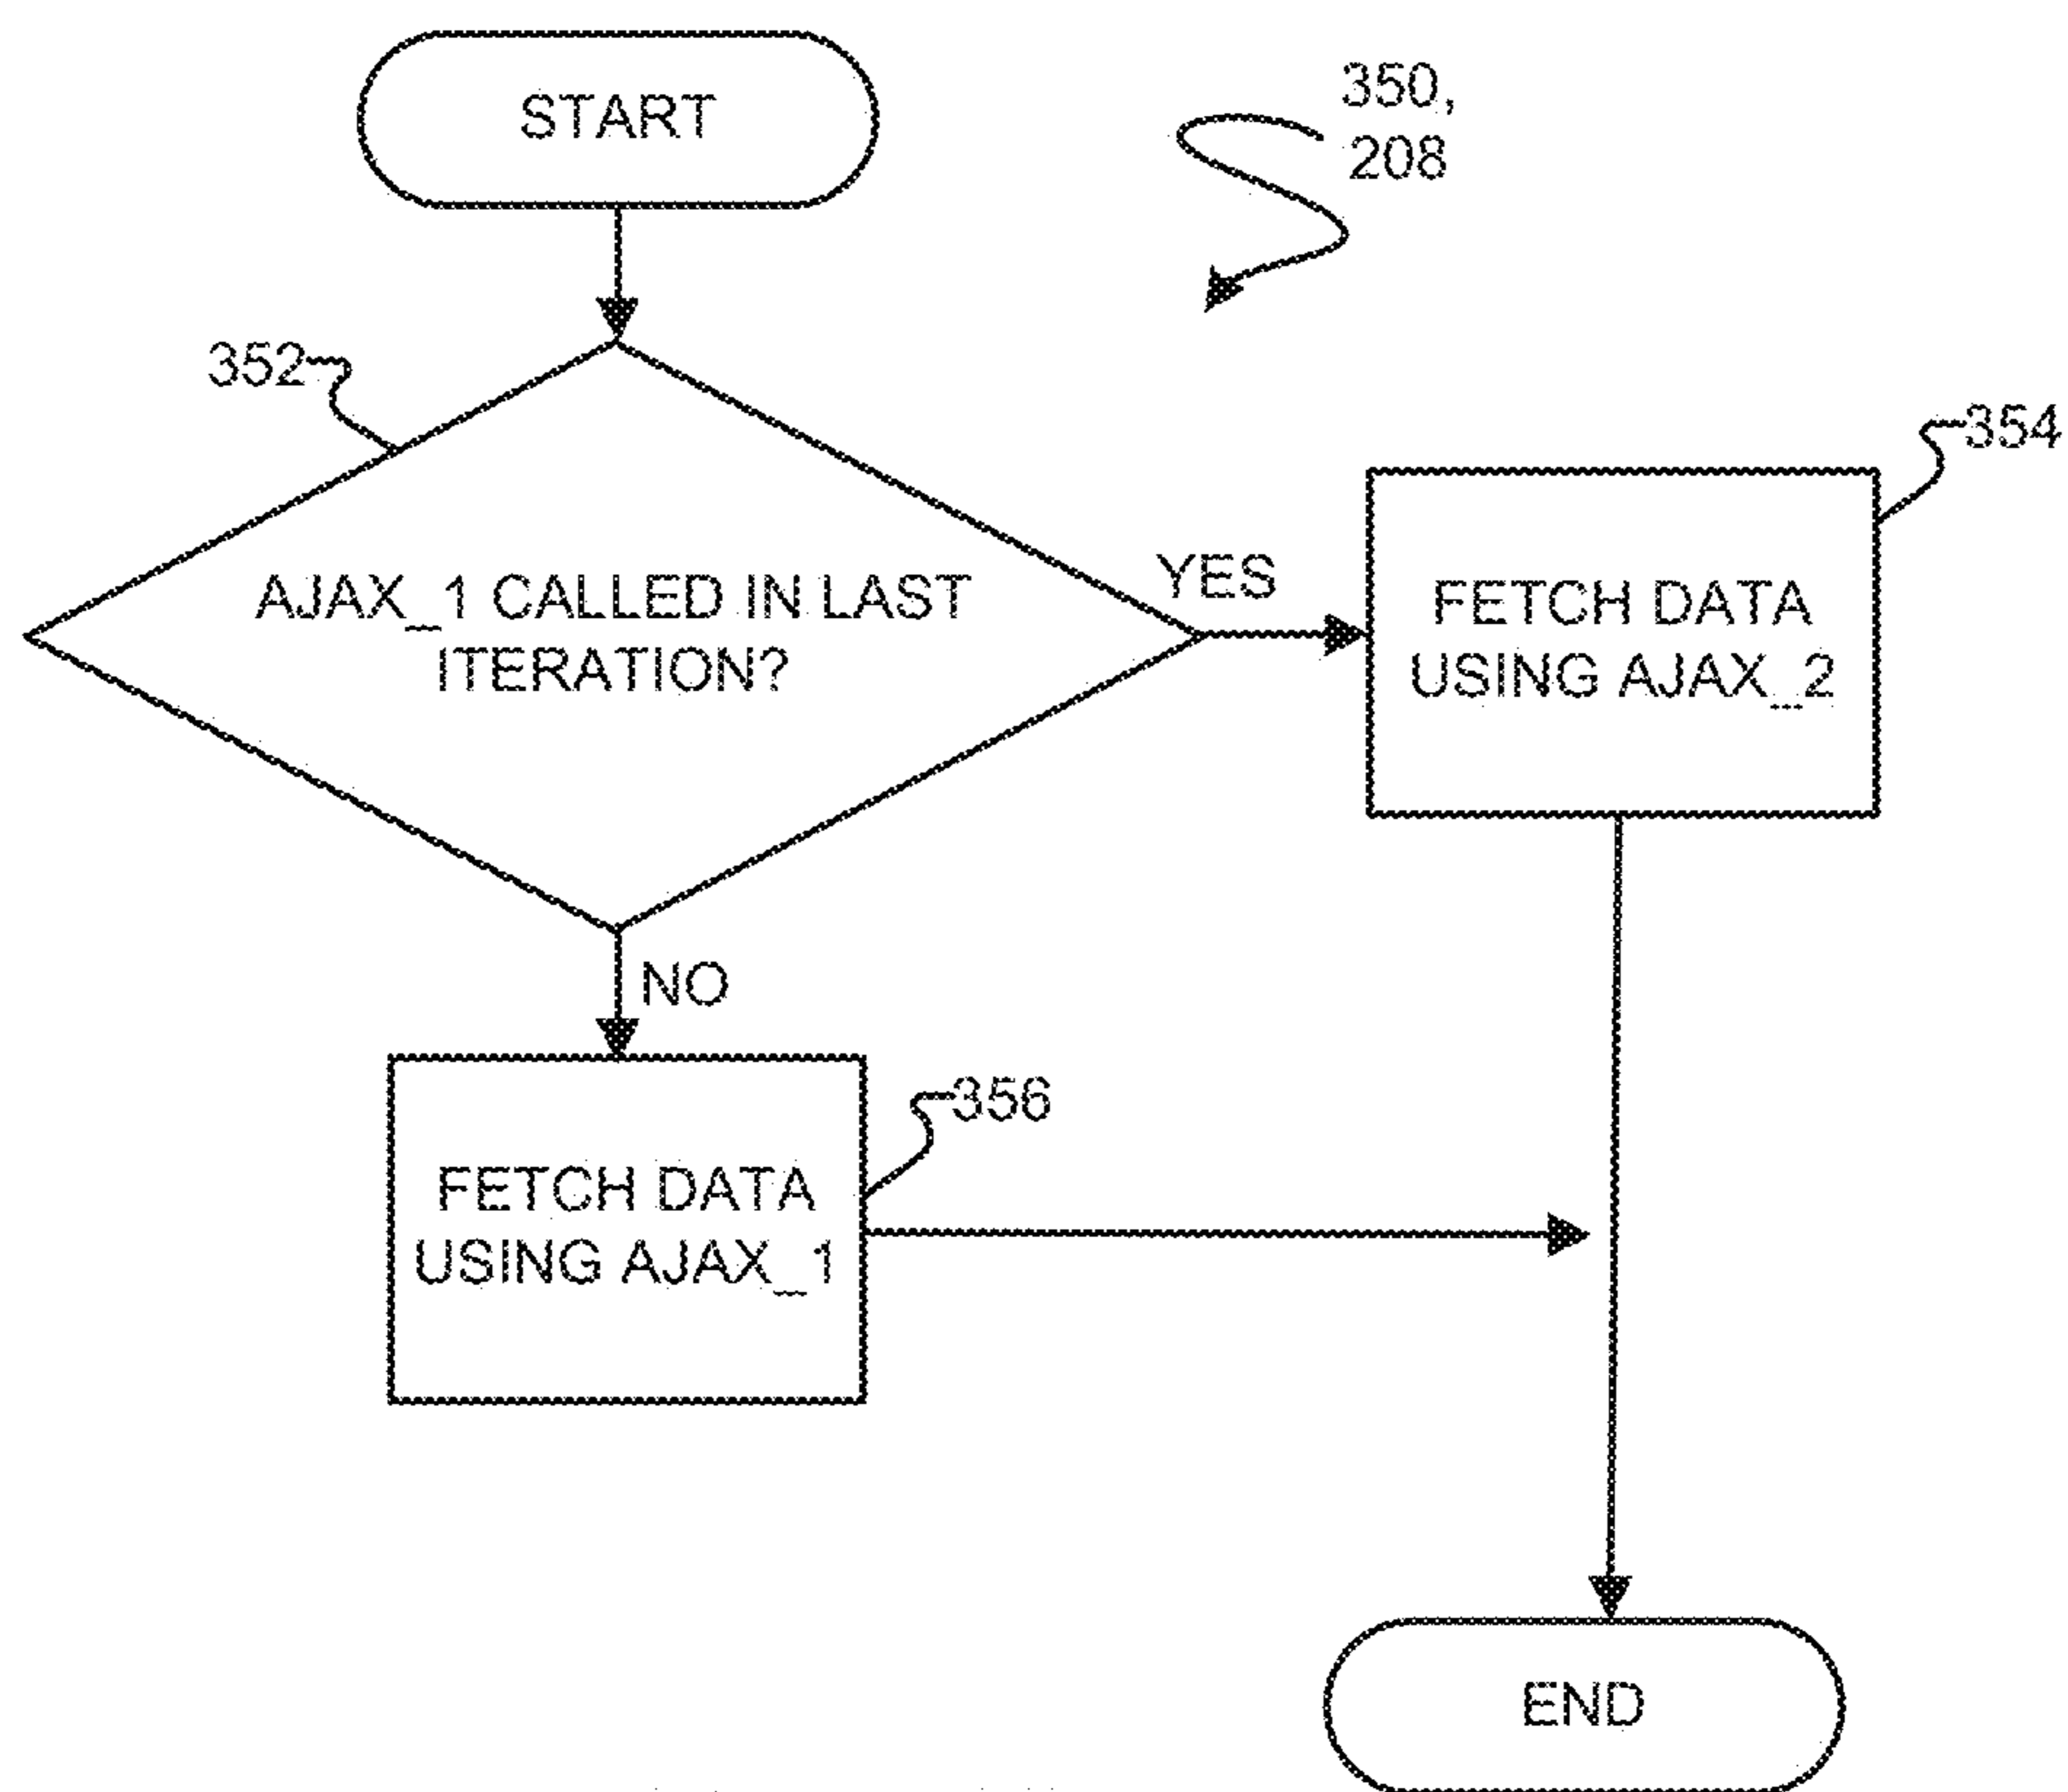 START
350,
208
352
354
AJAX_1 CALLED IN LAST
ITERATION?
YES
FETCH DATA
USING AJAX_2
NO
356
FETCH DATA
USING AJAX_1
END